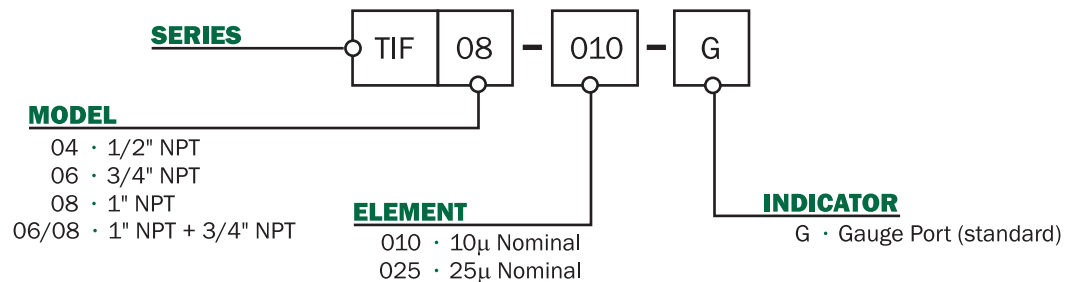 SERIES TIF 08 - 010 - G
MODEL
04 · 1/2" NPT
06 · 3/4" NPT
08 · 1" NPT
06/08 · 1" NPT + 3/4" NPT
ELEMENT
010 · 10µ Nominal
025 · 25µ Nominal
INDICATOR
G · Gauge Port (standard)